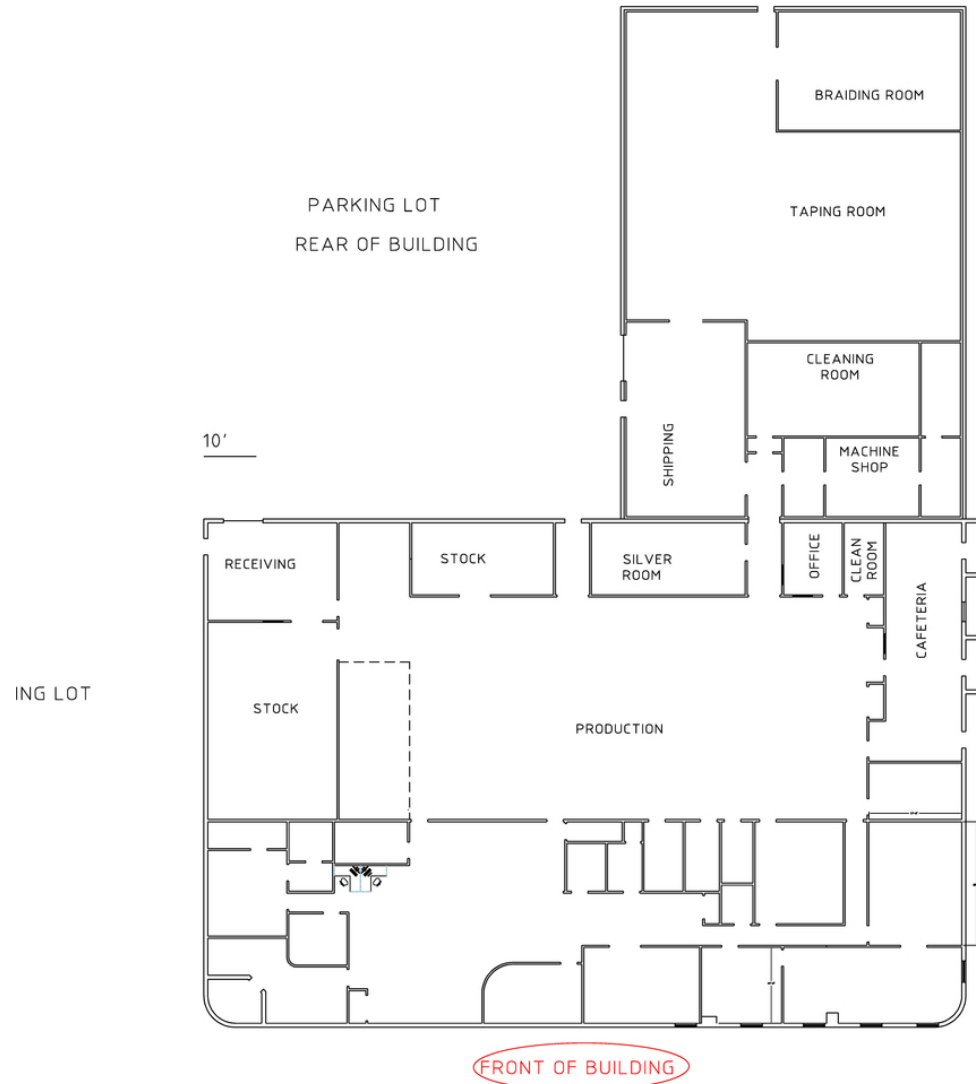 BRAIDING ROOM
PARKING LOT
TAPING ROOM
REAR OF BUILDING
CLEANING
ROOM
10'
SHIPPING
MACHINE
SHOP
RECEIVING
STOCK
SILVER
ROOM
OFFICE
CLEAN
ROOM
CAFETERIA
ING LOT
STOCK
PRODUCTION
FRONT OF BUILDING